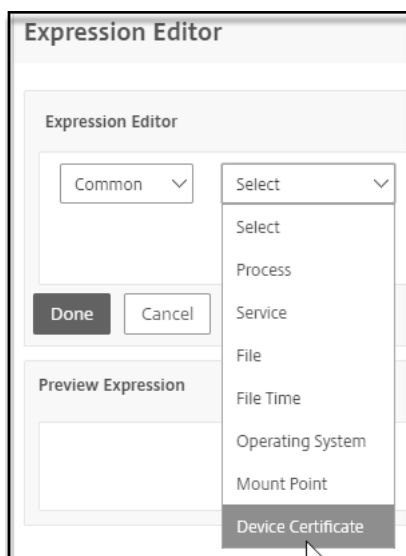 Expression Editor
Expression Editor
Common Select
Select
Process
Done Cancel Service
File
Preview Expression
File Time
Operating System
Mount Point
Device Certificate